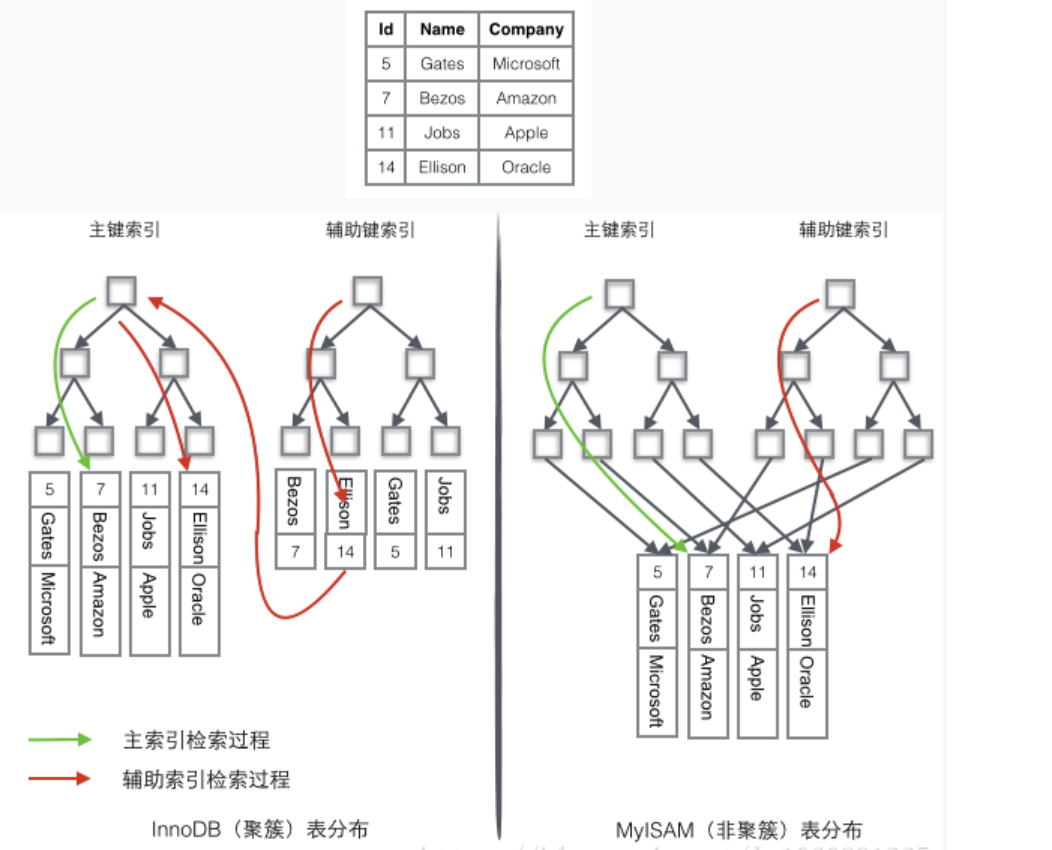 Id Name Company
5 Gates Microsoft
7 Bezos Amazon
11 Jobs Apple
14 Ellison Oracle
主键索引 辅助键索引 主键索引 辅助键索引
5 7 11 14
Gates Bezos Jobs Ellison
Microsoft Amazon Apple Oracle
Bezos Ellison Gates Jobs
7 14 5 11
5 7 11 14
Gates Bezos Jobs Ellison
Microsoft Amazon Apple Oracle
主索引检索过程
辅助索引检索过程
InnoDB（聚簇）表分布 MyISAM（非聚簇）表分布